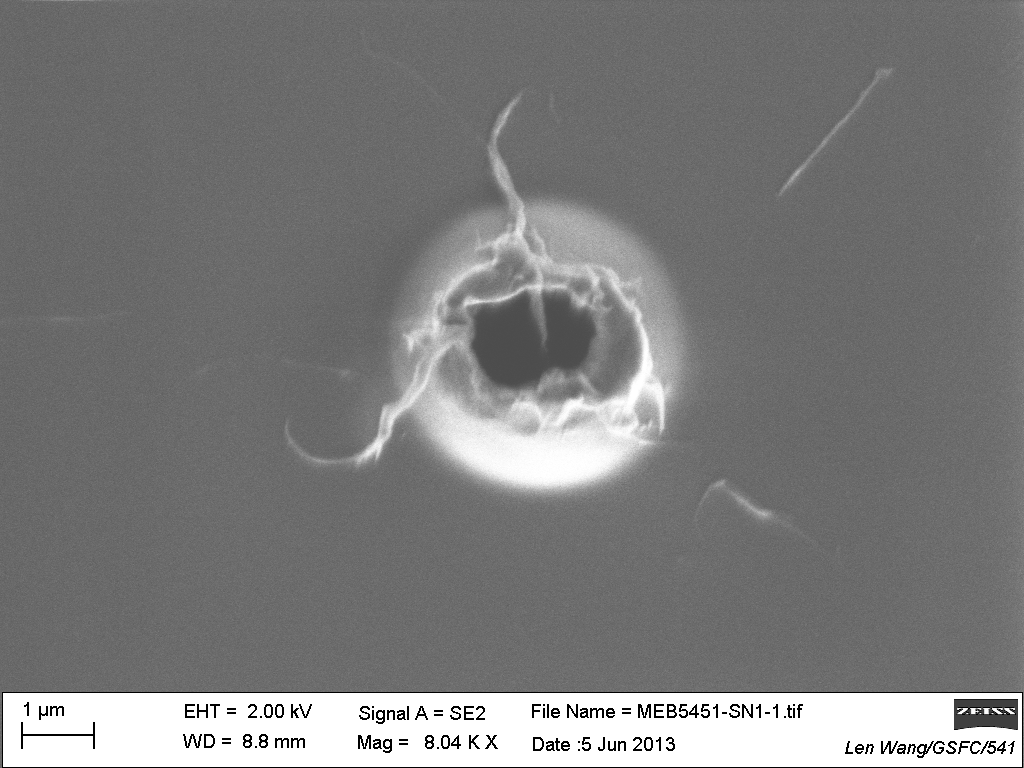 1 µm
EHT = 2.00 kV
Signal A = SE2
File Name = MEB5451-SN1-1.tif
ZEISS
WD = 8.8 mm
Mag = 8.04 K X
Date :5 Jun 2013
Len Wang/GSFC/541